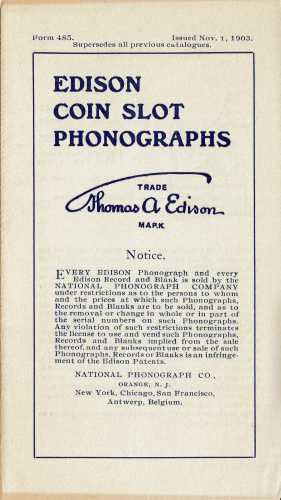 Form 485. Issued Nov. 1, 1903.
Supersedes all previous catalogues.
EDISON
COIN SLOT
PHONOGRAPHS
TRADE
Thomas A Edison
MARK
Notice.
EVERY EDISON Phonograph and every
Edison Record and Blank is sold by the
NATIONAL PHONOGRAPH COMPANY
under restrictions as to the persons to whom
and the prices at which such Phonographs,
Records and Blanks are to be sold, and as to
the removal or change in whole or in part of
the serial numbers on such Phonographs.
Any violation of such restrictions terminates
the license to use and vend such Phonographs,
Records and Blanks implied from the sale
thereof, and any subsequent use or sale of such
Phonographs, Records or Blanks is an infringe-
ment of the Edison Patents.
NATIONAL PHONOGRAPH CO.,
ORANGE, N. J.
New York, Chicago, San Francisco,
Antwerp, Belgium.